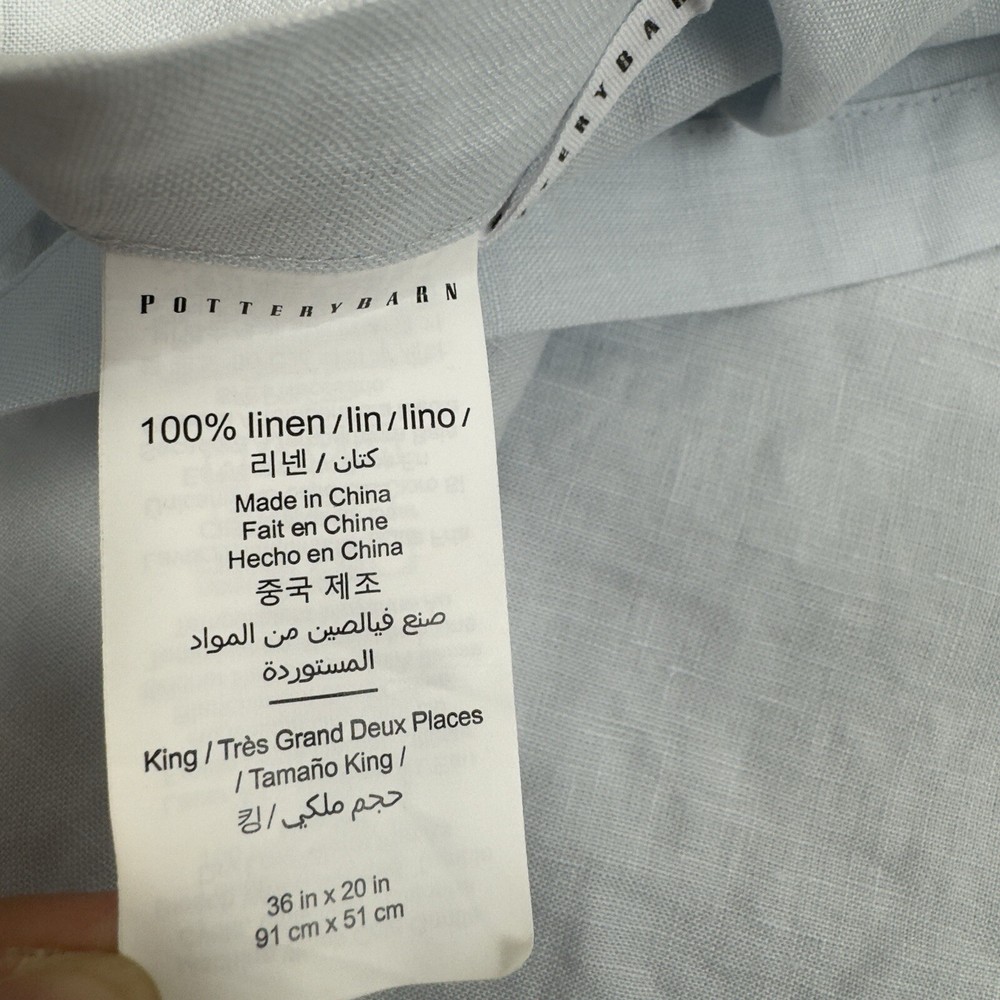 ERYBAR
POTTERYBARN
100% linen / lin / lino /
리넨 / كتان
Made in China
Fait en Chine
Hecho en China
중국 제조
صنع فيالصين من المواد
المستوردة
King / Très Grand Deux Places
/ Tamaño King /
킹 / حجم ملكي
36 in x 20 in
91 cm x 51 cm